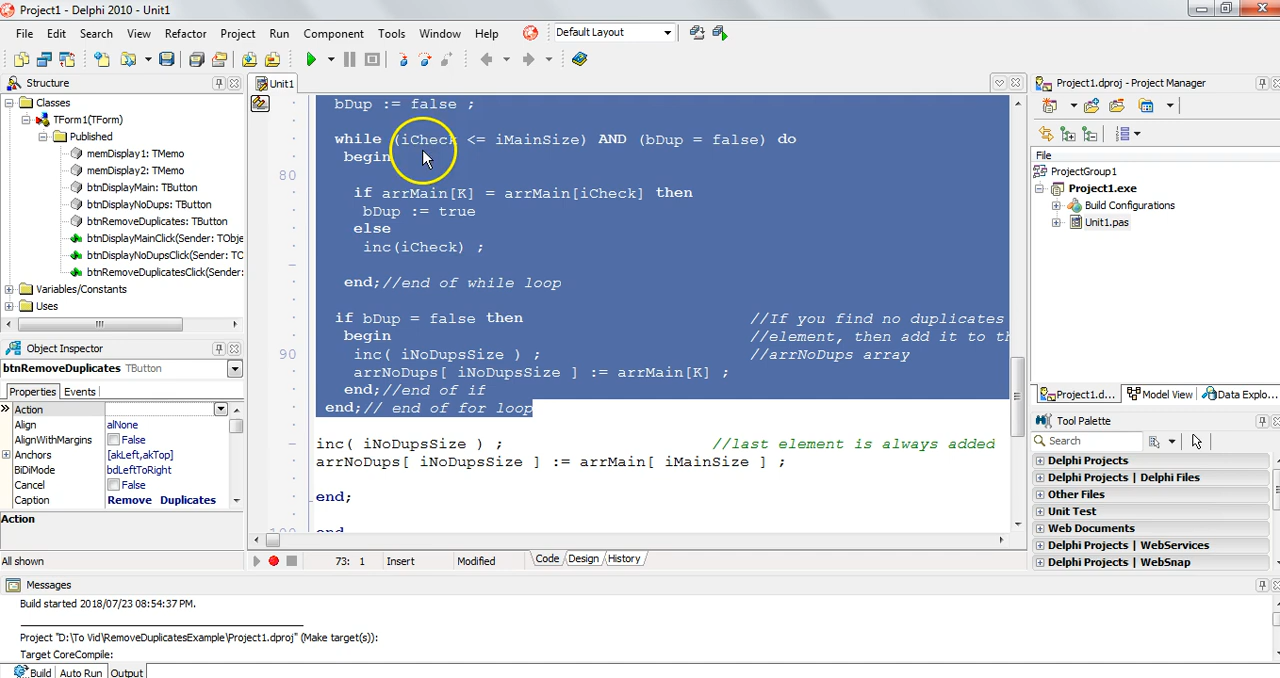 Project1 - Delphi 2010 - Unit1
File Edit Search View Refactor Project Run Component Tools Window Help Default Layout
Structure
Classes
TForm1(TForm)
Published
memDisplay1: TMemo
memDisplay2: TMemo
btnDisplayMain: TButton
btnDisplayNoDups: TButton
btnRemoveDuplicates: TButton
btnDisplayMainClick(Sender: TObje
btnDisplayNoDupsClick(Sender: TO
btnRemoveDuplicatesClick(Sender:
Variables/Constants
Uses
Object Inspector
btnRemoveDuplicates TButton
Properties Events
Action
Align alNone
AlignWithMargins False
Anchors [akLeft,akTop]
BiDiMode bdLeftToRight
Cancel False
Caption Remove Duplicates
Action
All shown
Unit1
bDup := false ;
while (iCheck <= iMainSize) AND (bDup = false) do
begin
80
if arrMain[K] = arrMain[iCheck] then
bDup := true
else
inc(iCheck) ;
end;//end of while loop
if bDup = false then //If you find no duplicates
begin //element, then add it to th
90 inc( iNoDupsSize ) ; //arrNoDups array
arrNoDups[ iNoDupsSize ] := arrMain[K] ;
end;//end of if
end;// end of for loop
inc( iNoDupsSize ) ; //last element is always added
arrNoDups[ iNoDupsSize ] := arrMain[ iMainSize ] ;
end;
end
73: 1 Insert Modified Code Design History
Project1.dproj - Project Manager
File
ProjectGroup1
Project1.exe
Build Configurations
Unit1.pas
Project1.d... Model View Data Explo...
Tool Palette
Search
Delphi Projects
Delphi Projects | Delphi Files
Other Files
Unit Test
Web Documents
Delphi Projects | WebServices
Delphi Projects | WebSnap
Messages
Build started 2018/07/23 08:54:37 PM.
Project "D:\To Vid\RemoveDuplicatesExample\Project1.dproj" (Make target(s)):
Target CoreCompile:
Build Auto Run Output